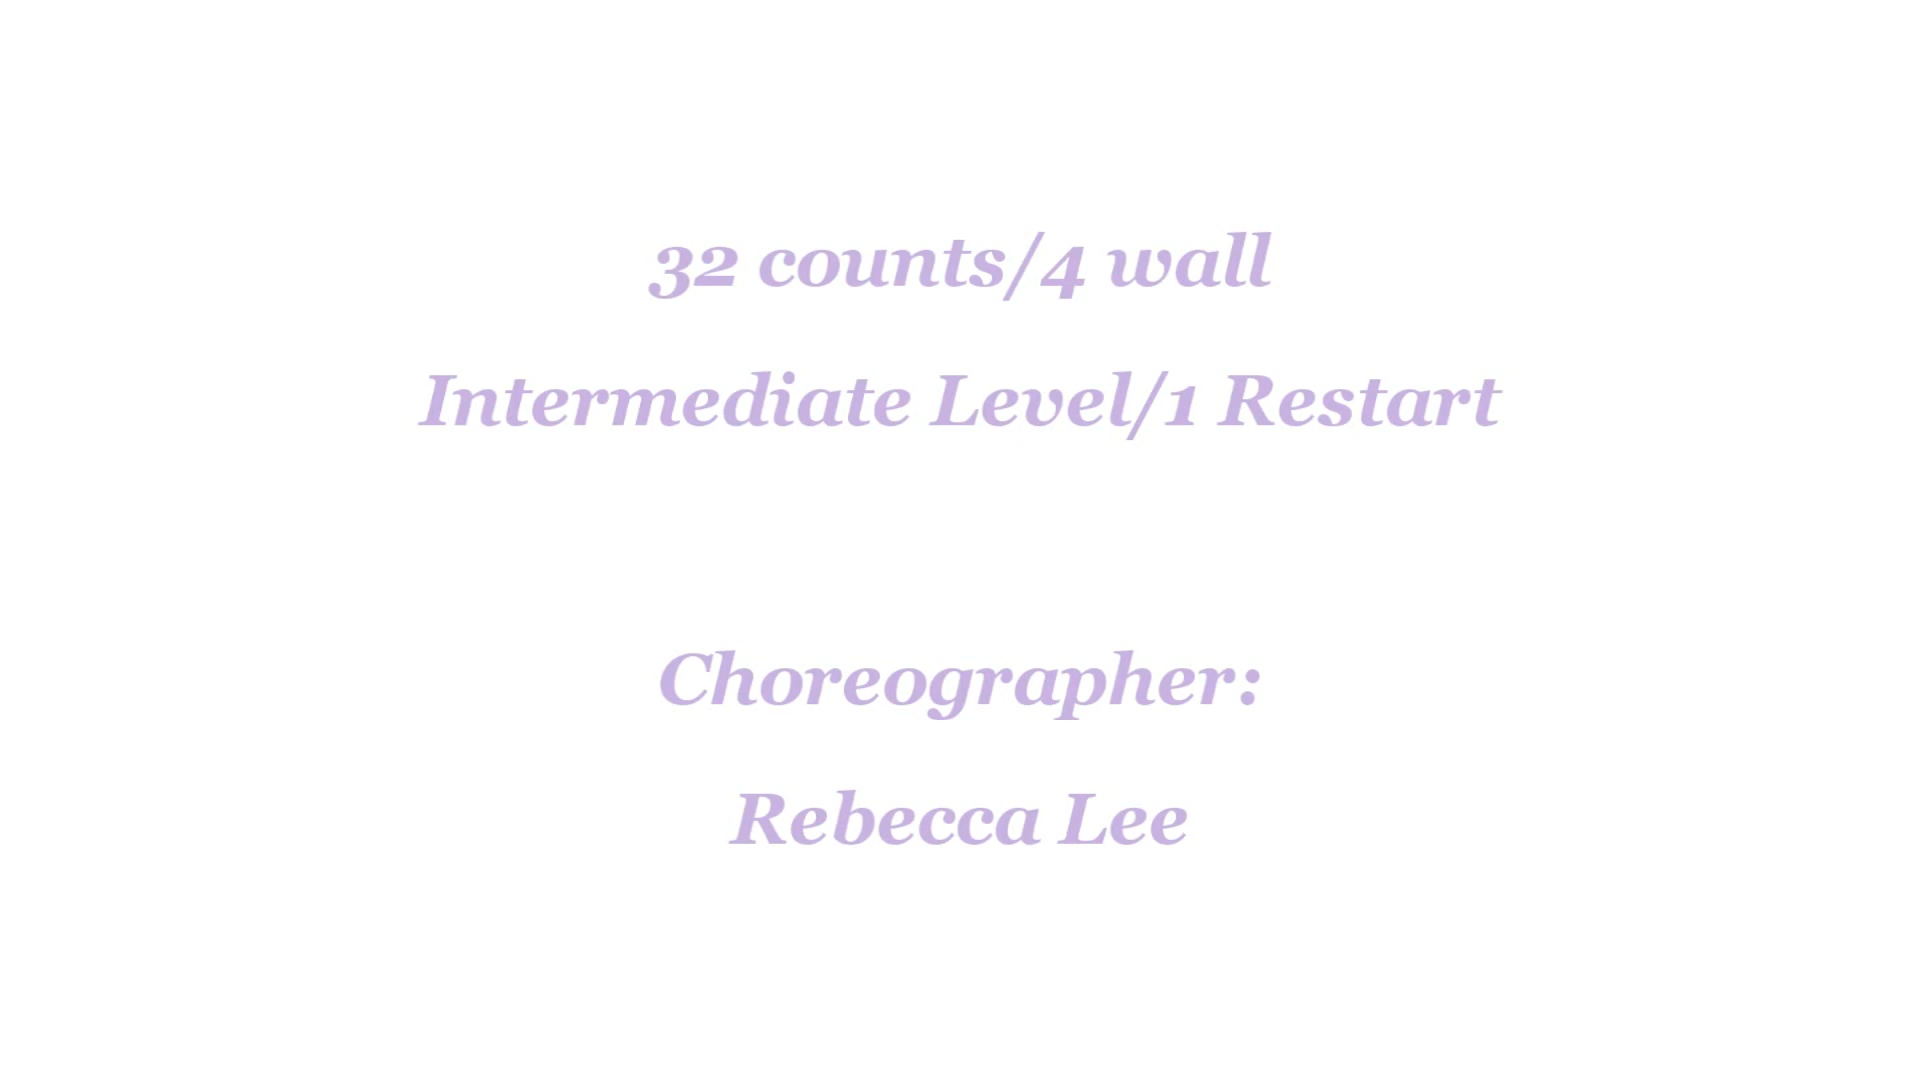 32 counts/4 wall
Intermediate Level/1 Restart
Choreographer:
Rebecca Lee